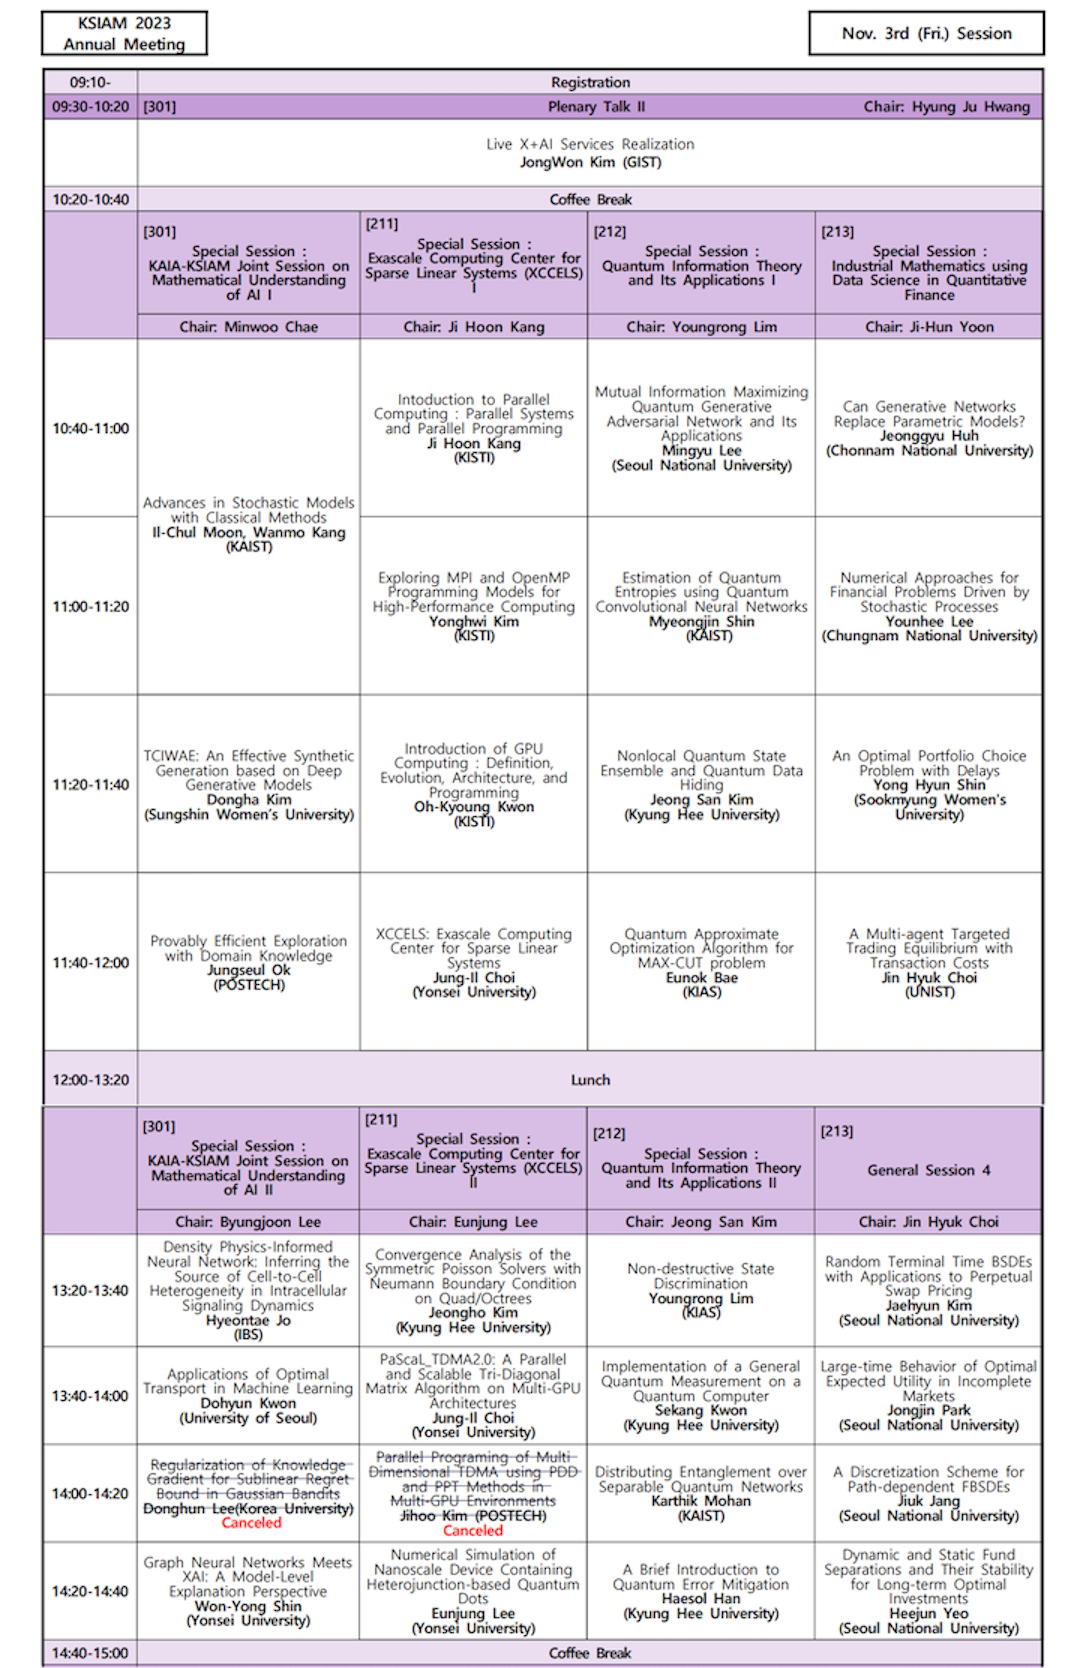 KSIAM 2023
Annual Meeting
Nov. 3rd (Fri.) Session
09:10-
Registration
09:30-10:20
[301]
Plenary Talk II
Chair: Hyung Ju Hwang
Live X+AI Services Realization
JongWon Kim (GIST)
10:20-10:40
Coffee Break
[301]
Special Session :
KAIA-KSIAM Joint Session on
Mathematical Understanding
of AI I
Chair: Minwoo Chae
[211]
Special Session :
Exascale Computing Center for
Sparse Linear Systems (XCCELS)
I
Chair: Ji Hoon Kang
[212]
Special Session :
Quantum Information Theory
and Its Applications I
Chair: Youngrong Lim
[213]
Special Session :
Industrial Mathematics using
Data Science in Quantitative
Finance
Chair: Ji-Hun Yoon
10:40-11:00
Advances in Stochastic Models
with Classical Methods
Il-Chul Moon, Wanmo Kang
(KAIST)
Intoduction to Parallel
Computing : Parallel Systems
and Parallel Programming
Ji Hoon Kang
(KISTI)
Mutual Information Maximizing
Quantum Generative
Adversarial Network and Its
Applications
Mingyu Lee
(Seoul National University)
Can Generative Networks
Replace Parametric Models?
Jeonggyu Huh
(Chonnam National University)
11:00-11:20
Exploring MPI and OpenMP
Programming Models for
High-Performance Computing
Yonghwi Kim
(KISTI)
Estimation of Quantum
Entropies using Quantum
Convolutional Neural Networks
Myeongjin Shin
(KAIST)
Numerical Approaches for
Financial Problems Driven by
Stochastic Processes
Younhee Lee
(Chungnam National University)
11:20-11:40
TCIWAE: An Effective Synthetic
Generation based on Deep
Generative Models
Dongha Kim
(Sungshin Women's University)
Introduction of GPU
Computing : Definition,
Evolution, Architecture, and
Programming
Oh-Kyoung Kwon
(KISTI)
Nonlocal Quantum State
Ensemble and Quantum Data
Hiding
Jeong San Kim
(Kyung Hee University)
An Optimal Portfolio Choice
Problem with Delays
Yong Hyun Shin
(Sookmyung Women's
University)
11:40-12:00
Provably Efficient Exploration
with Domain Knowledge
Jungseul Ok
(POSTECH)
XCCELS: Exascale Computing
Center for Sparse Linear
Systems
Jung-Il Choi
(Yonsei University)
Quantum Approximate
Optimization Algorithm for
MAX-CUT problem
Eunok Bae
(KIAS)
A Multi-agent Targeted
Trading Equilibrium with
Transaction Costs
Jin Hyuk Choi
(UNIST)
12:00-13:20
Lunch
[301]
Special Session :
KAIA-KSIAM Joint Session on
Mathematical Understanding
of AI II
Chair: Byungjoon Lee
[211]
Special Session :
Exascale Computing Center for
Sparse Linear Systems (XCCELS)
II
Chair: Eunjung Lee
[212]
Special Session :
Quantum Information Theory
and Its Applications II
Chair: Jeong San Kim
[213]
General Session 4
Chair: Jin Hyuk Choi
13:20-13:40
Density Physics-Informed
Neural Network: Inferring the
Source of Cell-to-Cell
Heterogeneity in Intracellular
Signaling Dynamics
Hyeontae Jo
(IBS)
Convergence Analysis of the
Symmetric Poisson Solvers with
Neumann Boundary Condition
on Quad/Octrees
Jeongho Kim
(Kyung Hee University)
Non-destructive State
Discrimination
Youngrong Lim
(KIAS)
Random Terminal Time BSDEs
with Applications to Perpetual
Swap Pricing
Jaehyun Kim
(Seoul National University)
13:40-14:00
Applications of Optimal
Transport in Machine Learning
Dohyun Kwon
(University of Seoul)
PaScaL_TDMA2.0: A Parallel
and Scalable Tri-Diagonal
Matrix Algorithm on Multi-GPU
Architectures
Jung-Il Choi
(Yonsei University)
Implementation of a General
Quantum Measurement on a
Quantum Computer
Sekang Kwon
(Kyung Hee University)
Large-time Behavior of Optimal
Expected Utility in Incomplete
Markets
Jongjin Park
(Seoul National University)
14:00-14:20
Regularization of Knowledge
Gradient for Sublinear Regret
Bound in Gaussian Bandits
Donghun Lee(Korea University)
Canceled
Parallel Programing of Multi-
Dimensional TDMA using PDD
and PPT Methods in
Multi-GPU Environments
Jihoo Kim (POSTECH)
Canceled
Distributing Entanglement over
Separable Quantum Networks
Karthik Mohan
(KAIST)
A Discretization Scheme for
Path-dependent FBSDEs
Jiuk Jang
(Seoul National University)
14:20-14:40
Graph Neural Networks Meets
XAI: A Model-Level
Explanation Perspective
Won-Yong Shin
(Yonsei University)
Numerical Simulation of
Nanoscale Device Containing
Heterojunction-based Quantum
Dots
Eunjung Lee
(Yonsei University)
A Brief Introduction to
Quantum Error Mitigation
Haesol Han
(Kyung Hee University)
Dynamic and Static Fund
Separations and Their Stability
for Long-term Optimal
Investments
Heejun Yeo
(Seoul National University)
14:40-15:00
Coffee Break